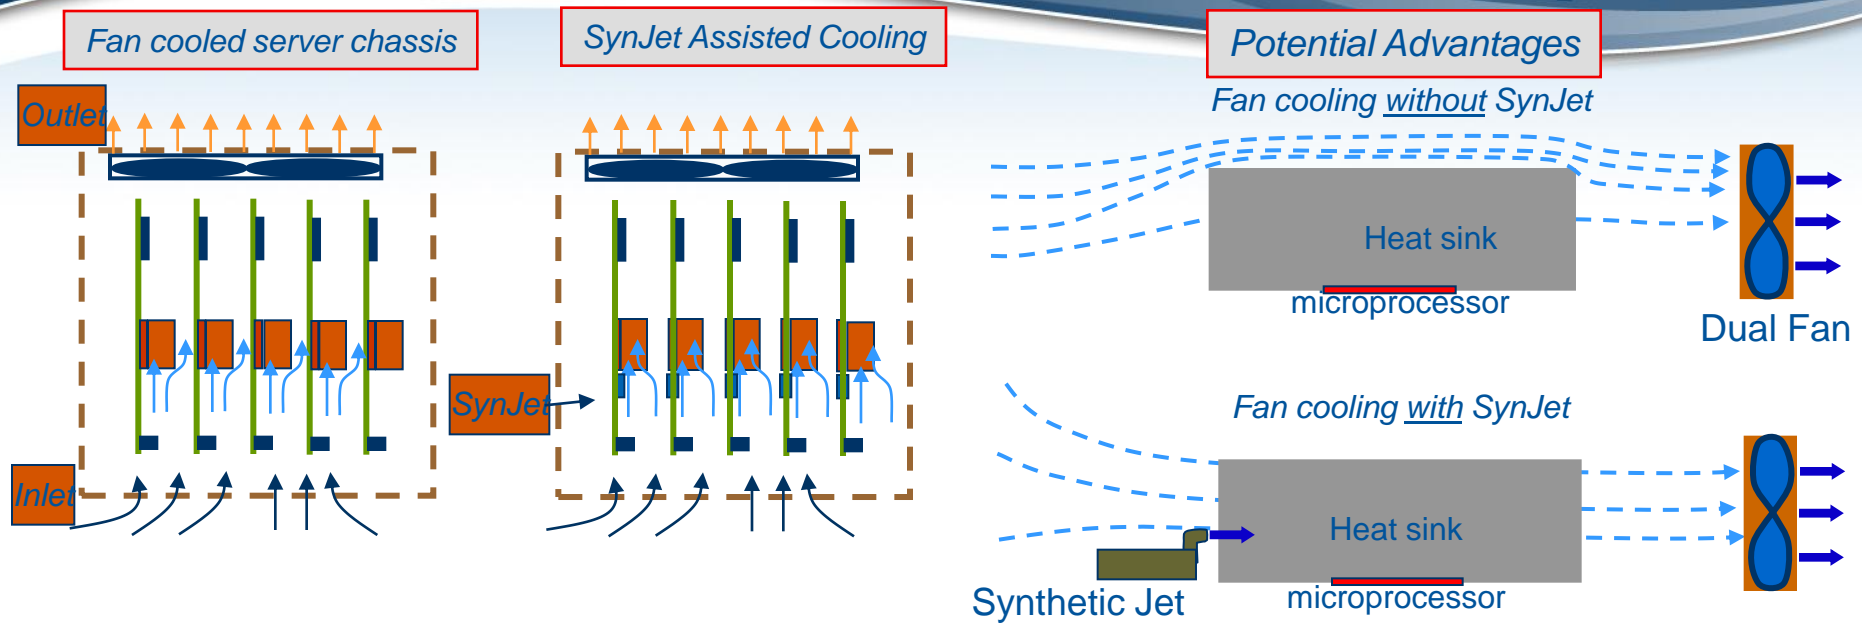 Fan cooled server chassis
SynJet Assisted Cooling
Potential Advantages
Outlet
Inlet
SynJet
Fan cooling without SynJet
Heat sink
microprocessor
Dual Fan
Fan cooling with SynJet
Heat sink
Synthetic Jet
microprocessor